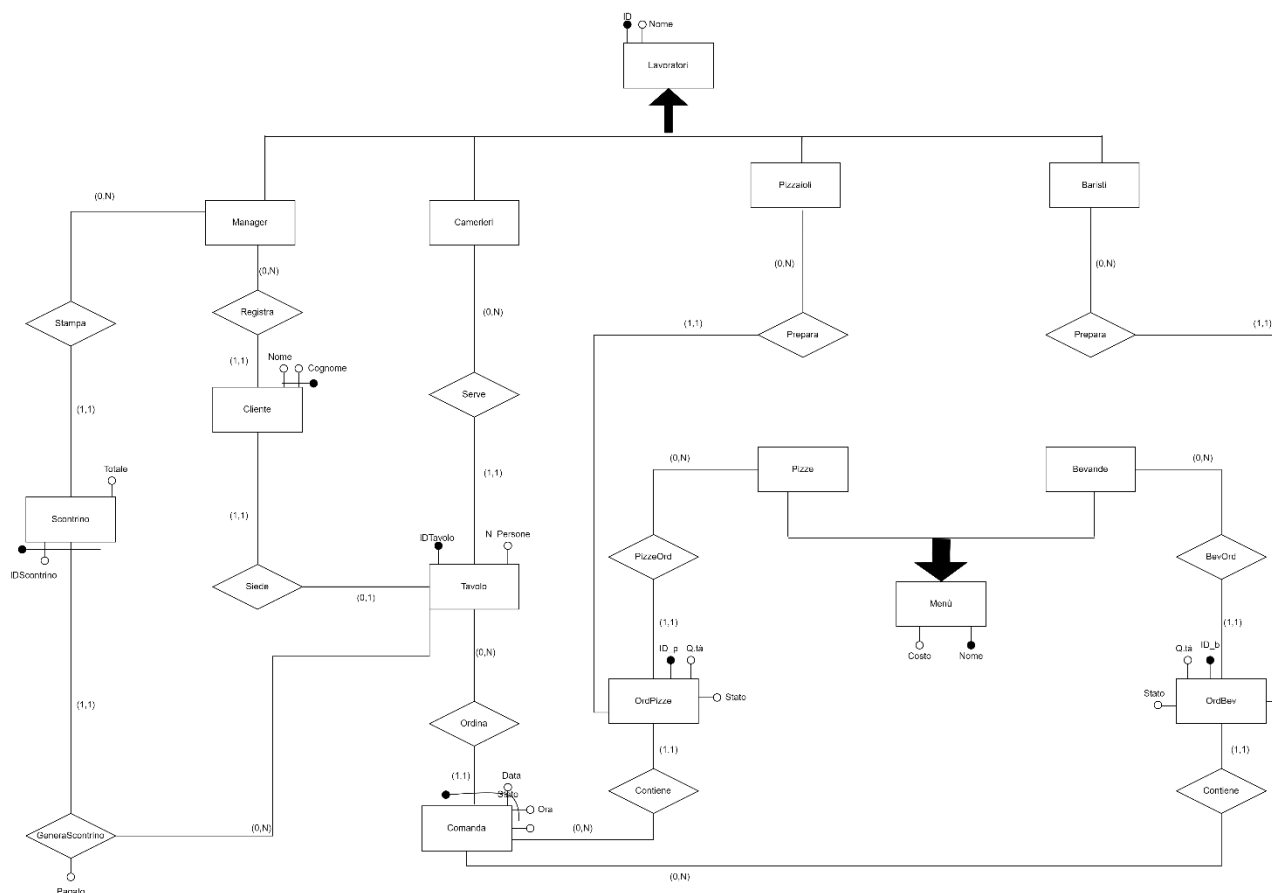 ID
Name
Lavoratori
Pizzaioli
Baristi
(0.N)
Manager
Camerieri
(0,N)
(0,N)
(0,N)
(0,N)
Stampa
Registra
(1,1)
Prepara
Prepara
(1,1)
(1,1)
Nome
Cognome
(1,1)
Cliente
Serve
(0,N)
Pizze
Bevande
(0,N)
Totale
(1,1)
(1,1)
Scontrino
IDScontrino
IDTavolo
N_Persone
PizzeOrd
BevOrd
Siede
(0,1)
Tavolo
Menù
(1,1)
(1,1)
(0,N)
ID_p
Q.tà
Costo
Nome
Q.tà
ID_b
Stato
Stato
OrdPizze
OrdBev
(1,1)
Ordina
(1,1)
(1,1)
(1,1)
Data
Stato
Ora
Contiene
Contiene
GeneraScontrino
(0,N)
Comanda
(0,N)
Pagato
(0,N)